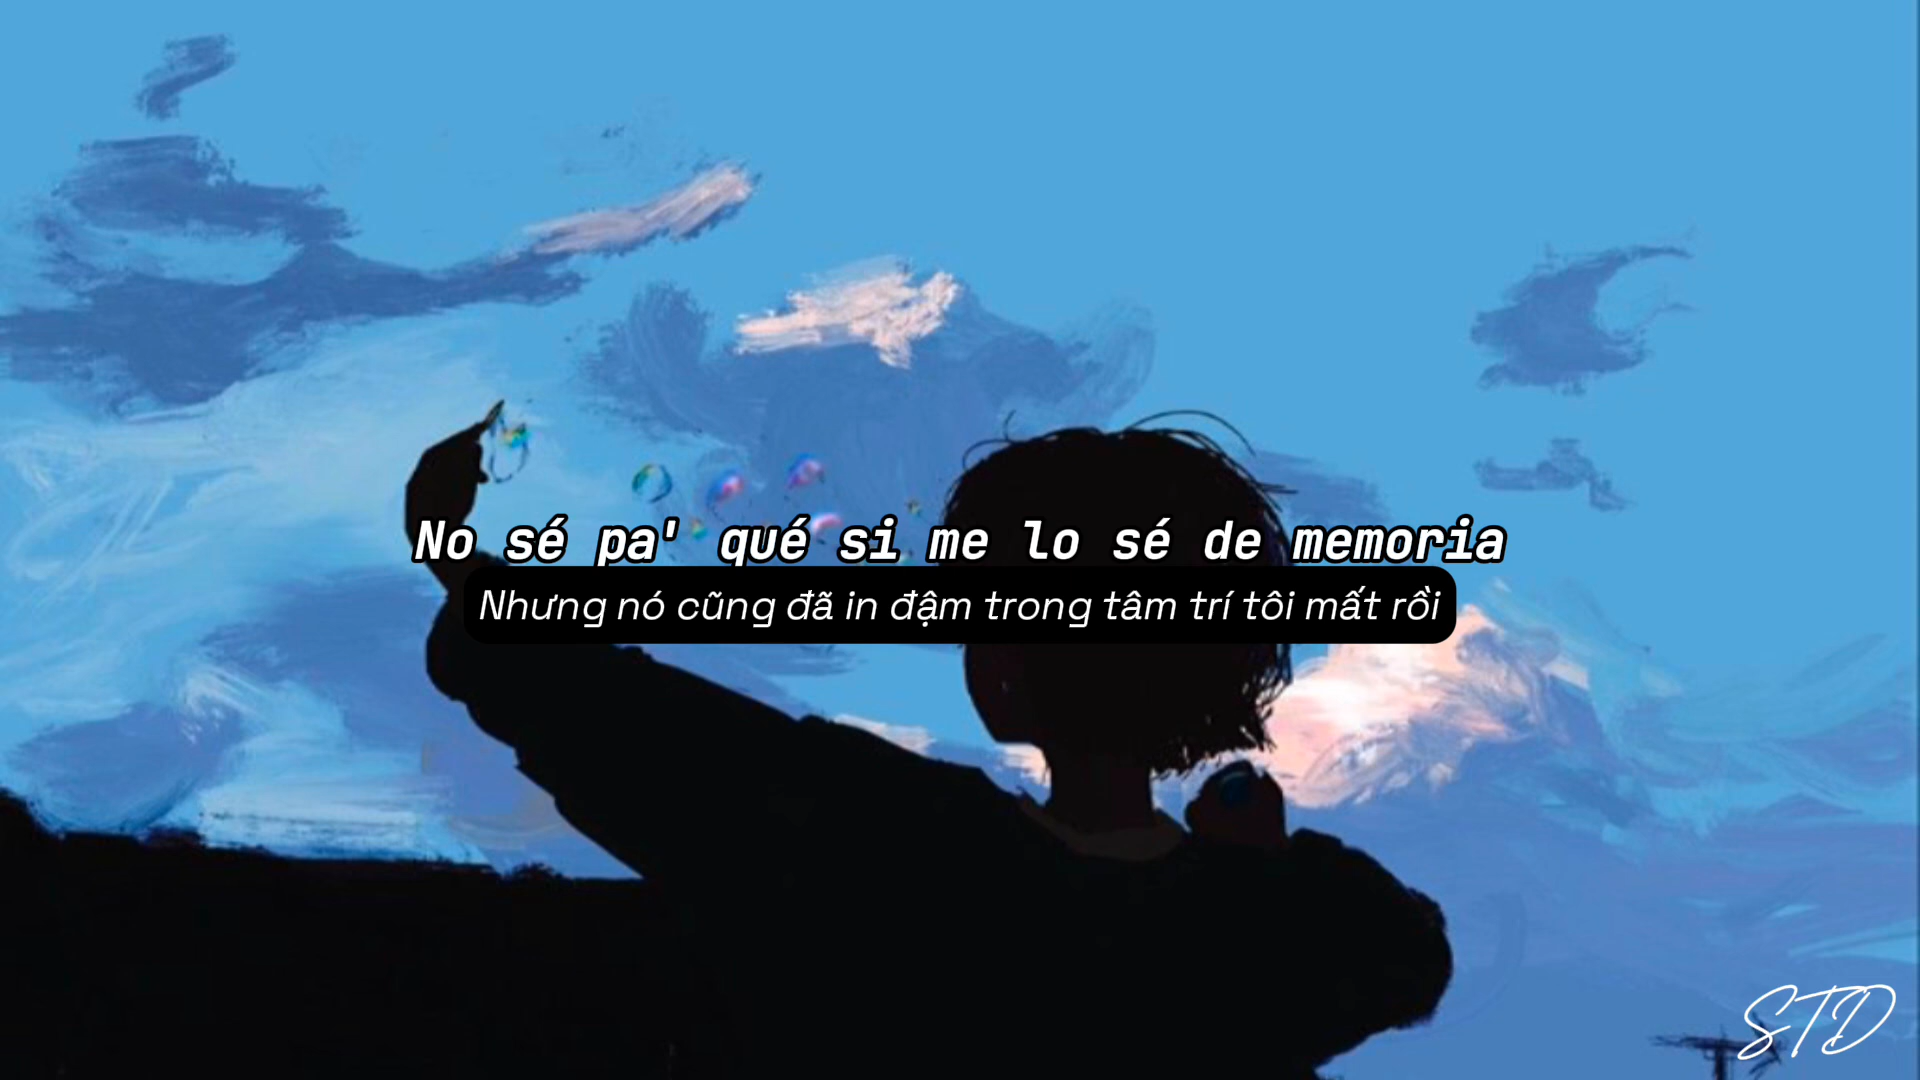 No sé pa' qué si me lo sé de memoria
Nhưng nó cũng đã in đậm trong tâm trí tôi mất rồi
STD